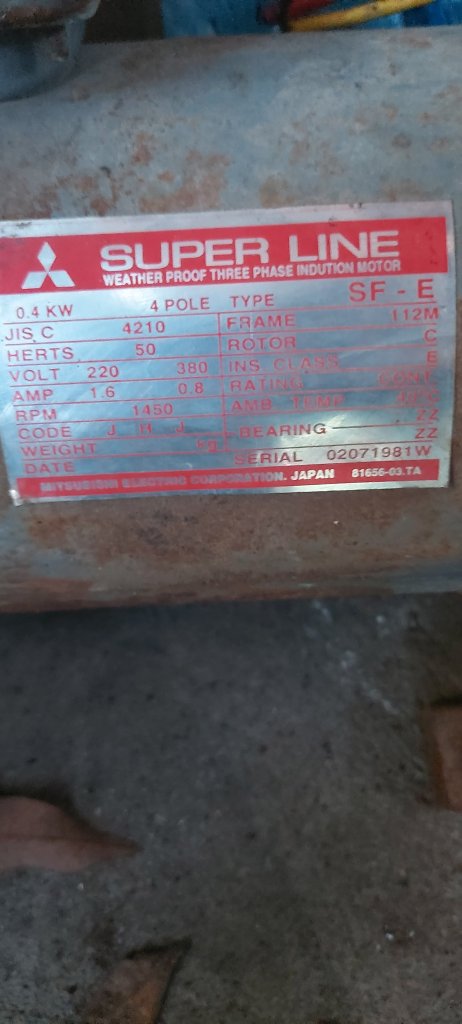 SUPER LINE
WEATHER PROOF THREE PHASE INDUTION MOTOR
0.4 KW 4 POLE TYPE SF - E
JIS C 4210 FRAME 112M
HERTS 50 ROTOR C
VOLT 220 380 INS. CLASS E
AMP 1.6 0.8 RATING CONT
RPM 1450 AMB. TEMP 40°C
CODE J H J BEARING ZZ
WEIGHT kg ZZ
DATE SERIAL 02071981W
MITSUBISHI ELECTRIC CORPORATION. JAPAN 81656-03.TA